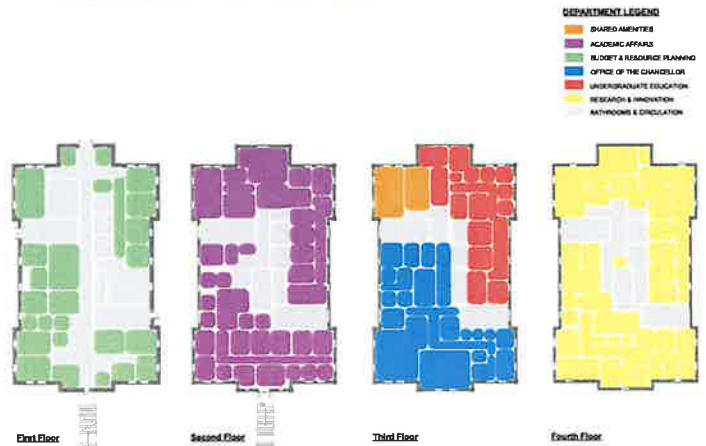 DEPARTMENT LEGEND
SHARED AMENITIES
ACADEMIC AFFAIRS
BUDGET & RESOURCE PLANNING
OFFICE OF THE CHANCELLOR
UNDERGRADUATE EDUCATION
RESEARCH & INNOVATION
BATHROOMS & CIRCULATION
First Floor
Second Floor
Third Floor
Fourth Floor